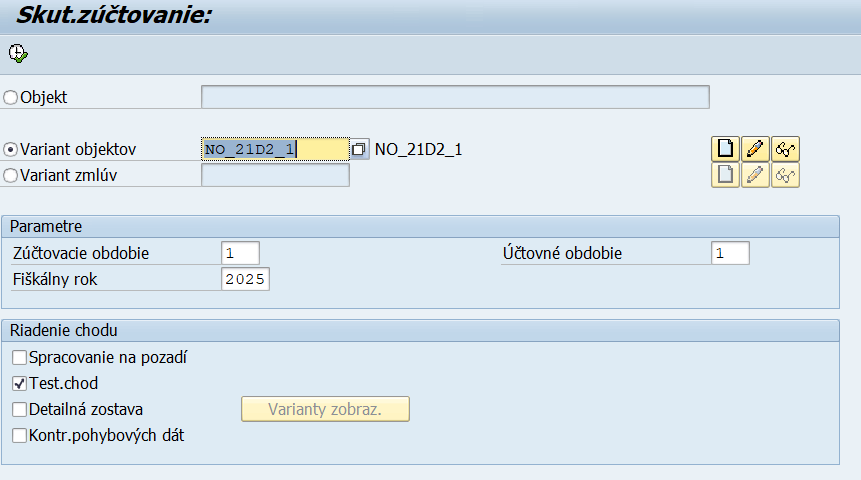 Skut.zúčtovanie:
Objekt
Variant objektov NO_21D2_1 NO_21D2_1
Variant zmlúv
Parametre
Zúčtovacie obdobie 1 Účtovné obdobie 1
Fiškálny rok 2025
Riadenie chodu
Spracovanie na pozadí
Test.chod
Detailná zostava Varianty zobraz.
Kontr.pohybových dát